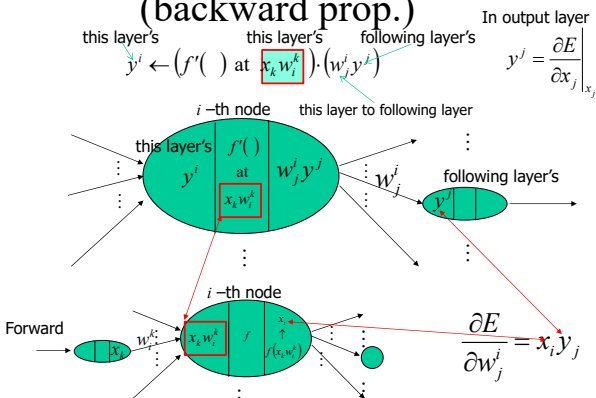 (backward prop.)
In output layer
this layer's this layer's following layer's
y^i ← (f'( ) at x_k w_i^k)·(w_j^i y^j)
y^j = ∂E/∂x_j |_{x_j}
i –th node this layer to following layer
this layer's f'( )
y^i at w_j^i y^j
x_k w_i^k
w_j^i following layer's
y^j
i –th node
Forward
x_k w_i^k x_k w_i^k f x_i
↑
f(x_k w_i^k)
∂E/∂w_j^i = x_i y_j